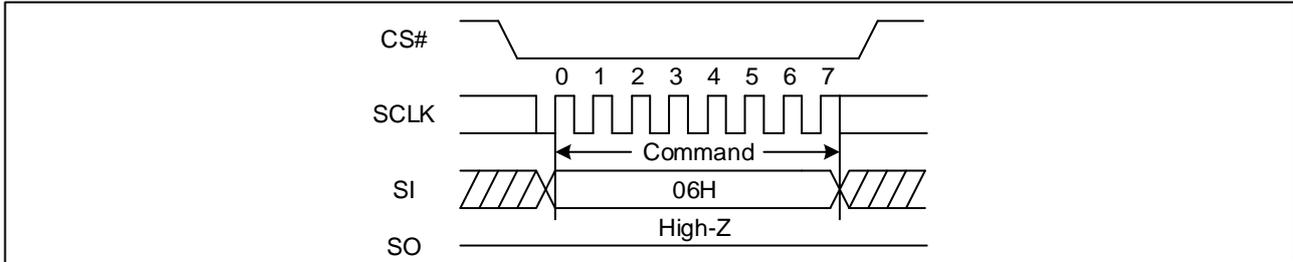 CS#
0 1 2 3 4 5 6 7
SCLK
Command
SI
06H
High-Z
SO